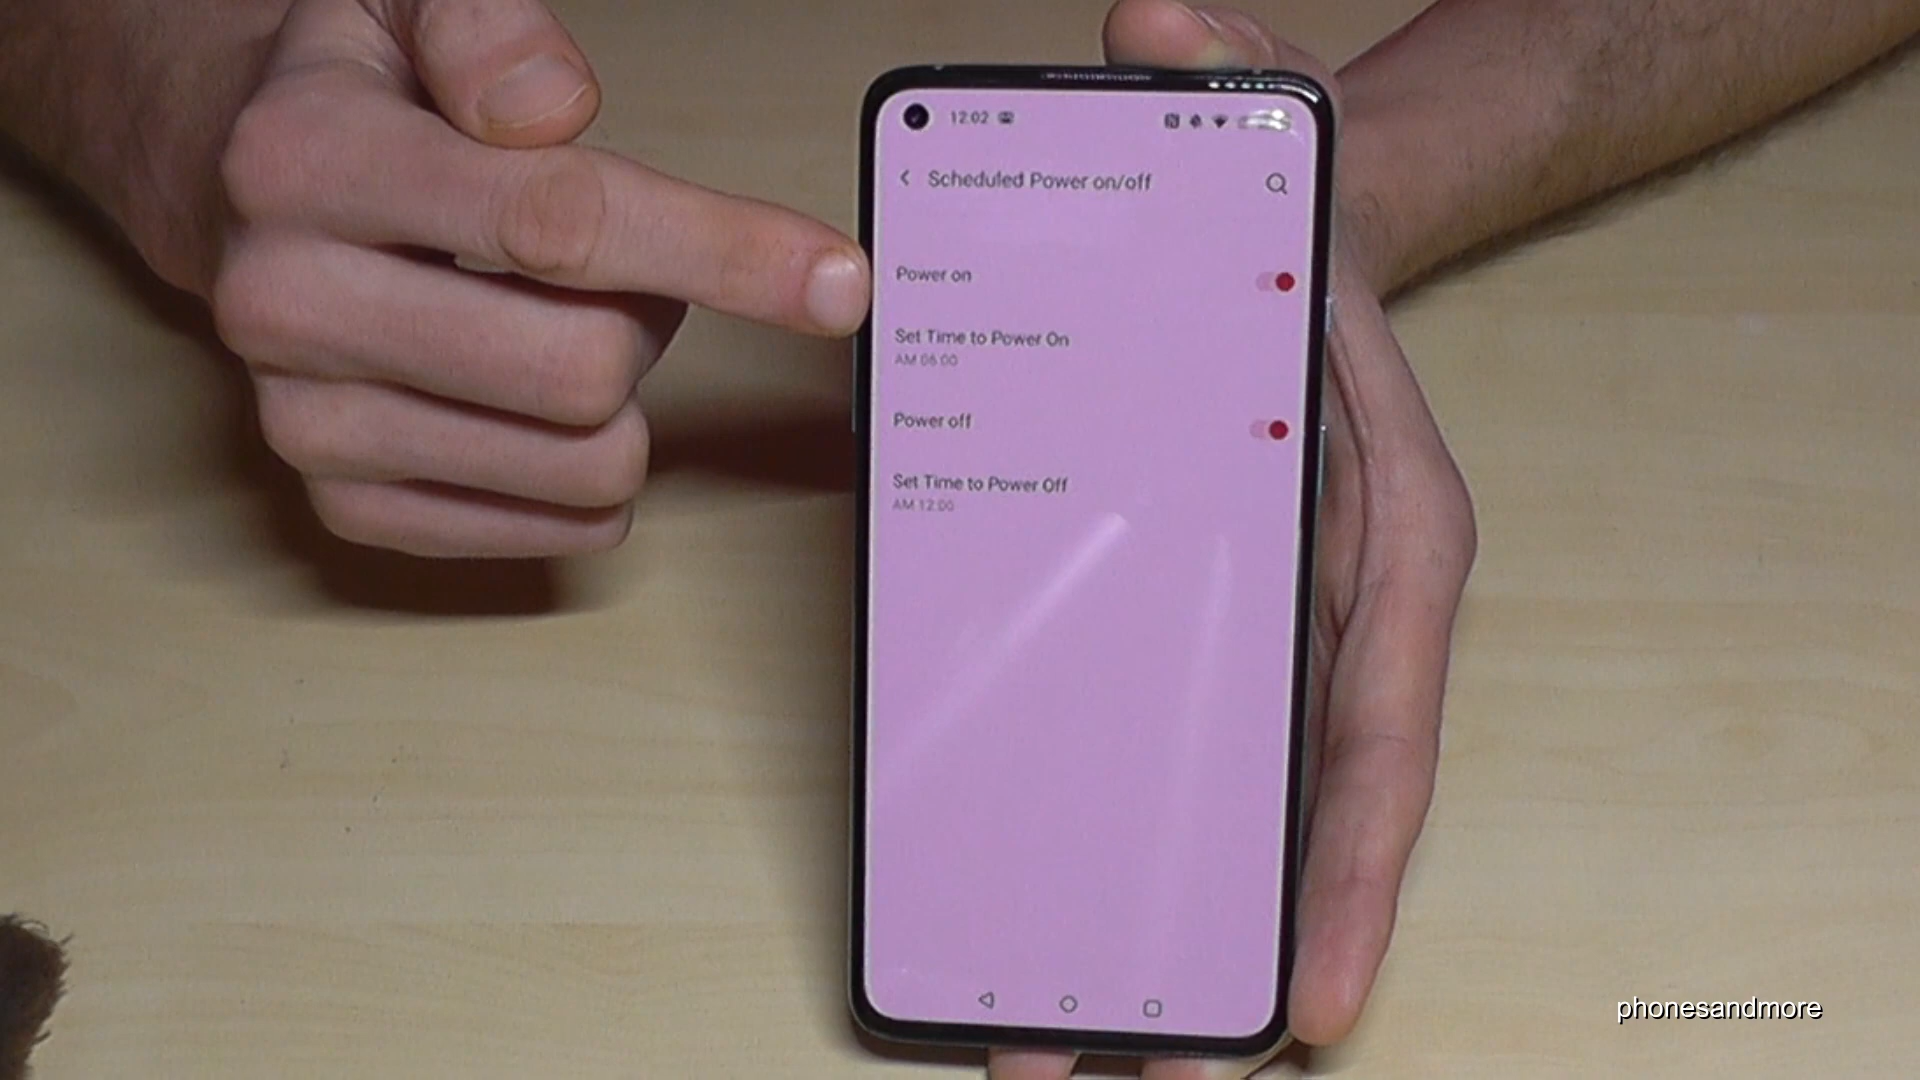 12:02
Scheduled Power on/off
Power on
Set Time to Power On
AM 06:00
Power off
Set Time to Power Off
AM 12:00
phonesandmore